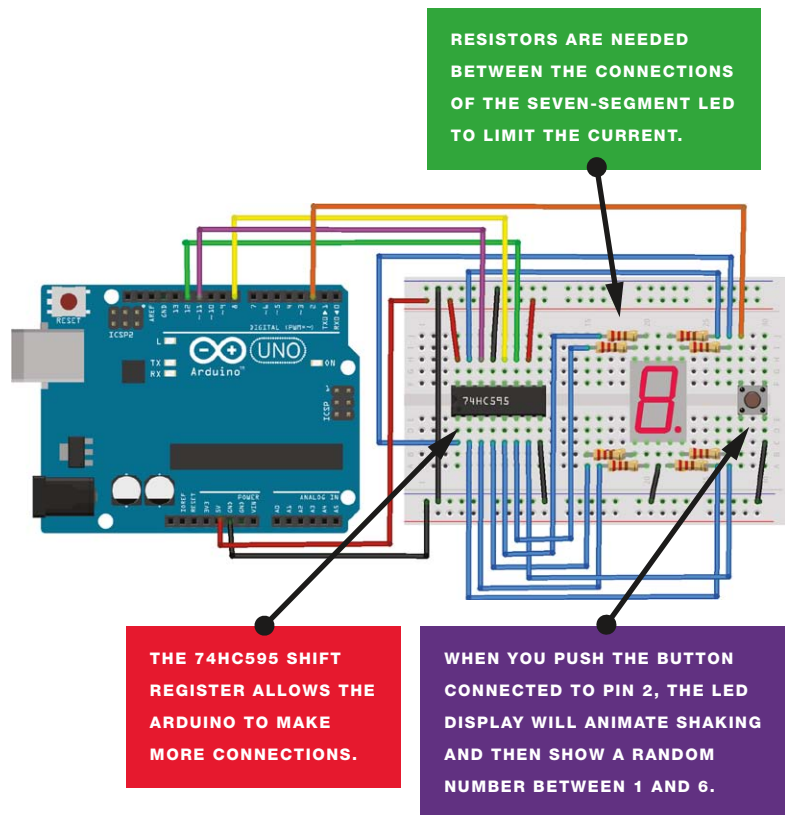 RESISTORS ARE NEEDED
BETWEEN THE CONNECTIONS
OF THE SEVEN-SEGMENT LED
TO LIMIT THE CURRENT.
RESET
ICSP2
AREF
GND
13
12
~11
~10
~9
8
7
~6
~5
4
~3
2
TX▶1
RX◀0
DIGITAL (PWM=~)
L
TX
RX
UNO
Arduino™
ON
ICSP
74HC595
8.
POWER
ANALOG IN
IOREF
RESET
3V3
5V
GND
GND
VIN
A0
A1
A2
A3
A4
A5
THE 74HC595 SHIFT
REGISTER ALLOWS THE
ARDUINO TO MAKE
MORE CONNECTIONS.
WHEN YOU PUSH THE BUTTON
CONNECTED TO PIN 2, THE LED
DISPLAY WILL ANIMATE SHAKING
AND THEN SHOW A RANDOM
NUMBER BETWEEN 1 AND 6.